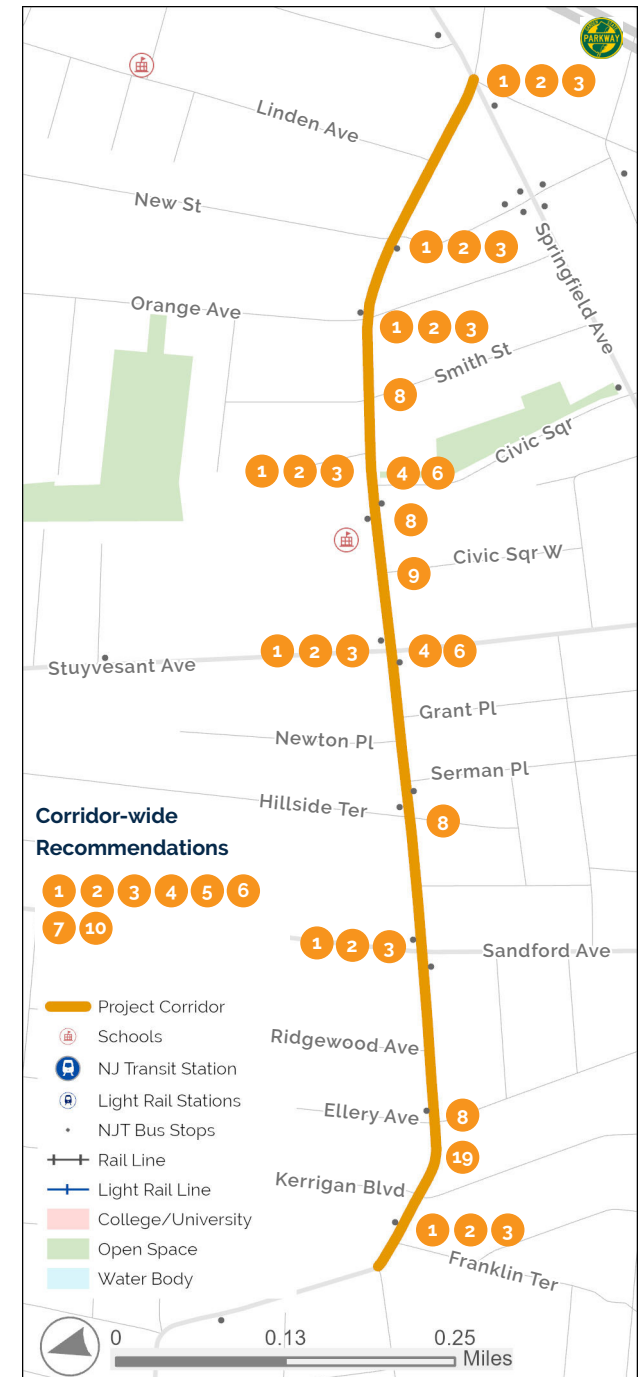 PARKWAY
1 2 3
Linden Ave
New St
1 2 3
Springfield Ave
Orange Ave
1 2 3
Smith St
8
Civic Sqr
1 2 3 4 6
8
Civic Sqr W
9
1 2 3 4 6
Stuyvesant Ave
Grant Pl
Newton Pl
Serman Pl
Hillside Ter
8
Corridor-wide
Recommendations
1 2 3 4 5 6
7 10
1 2 3
Sandford Ave
Project Corridor
Schools
NJ Transit Station
Light Rail Stations
NJT Bus Stops
Rail Line
Light Rail Line
College/University
Open Space
Water Body
Ridgewood Ave
Ellery Ave
8
19
Kerrigan Blvd
1 2 3
Franklin Ter
0 0.13 0.25
Miles